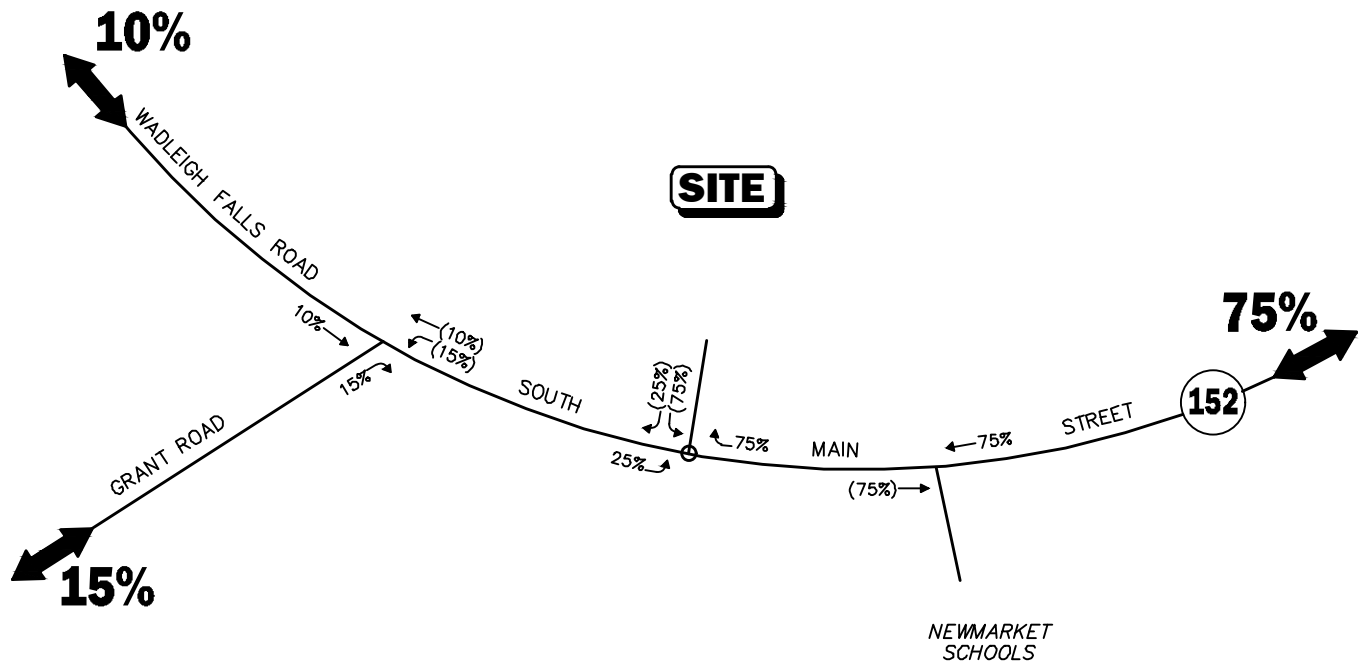 10%
WADLEIGH FALLS ROAD
SITE
75%
10%
(10%)
(15%)
15%
SOUTH
(25%)
(75%)
152
STREET
75%
MAIN
75%
25%
(75%)
GRANT ROAD
15%
NEWMARKET
SCHOOLS